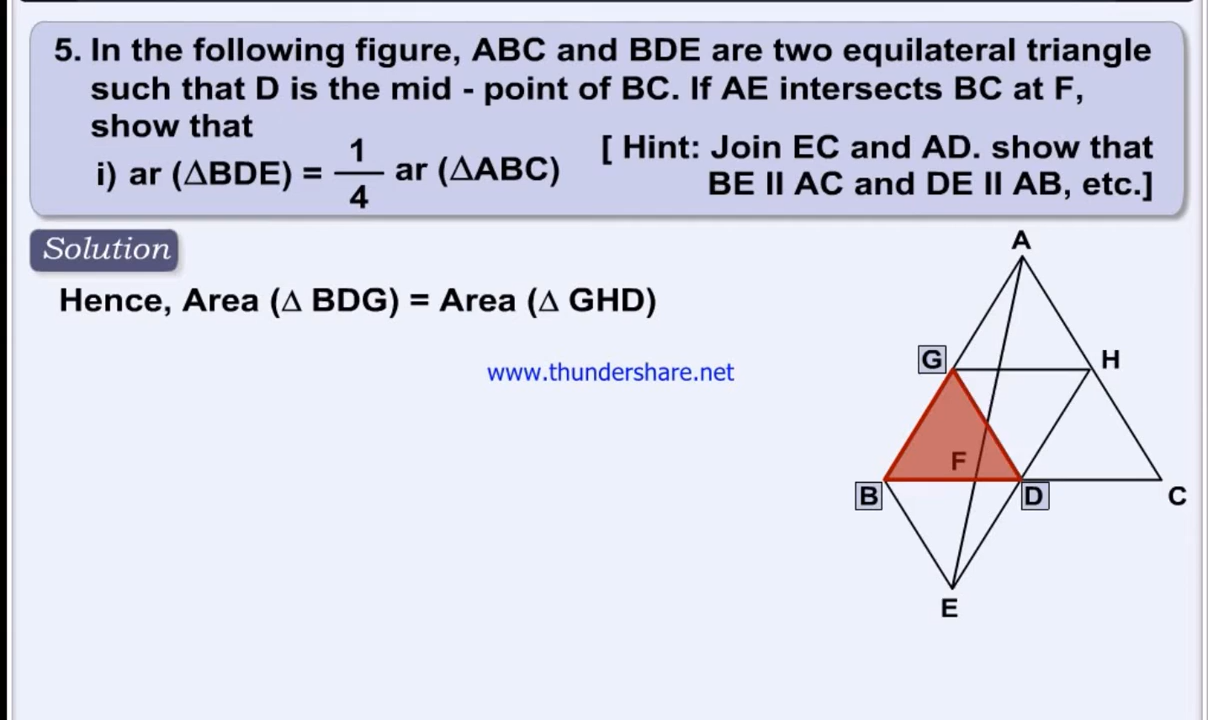 5. In the following figure, ABC and BDE are two equilateral triangle
such that D is the mid - point of BC. If AE intersects BC at F,
show that
i) ar (∆BDE) = 1/4 ar (∆ABC)
[ Hint: Join EC and AD. show that
BE II AC and DE II AB, etc.]
Solution
Hence, Area (∆ BDG) = Area (∆ GHD)
www.thundershare.net
A
G
H
F
B
D
C
E